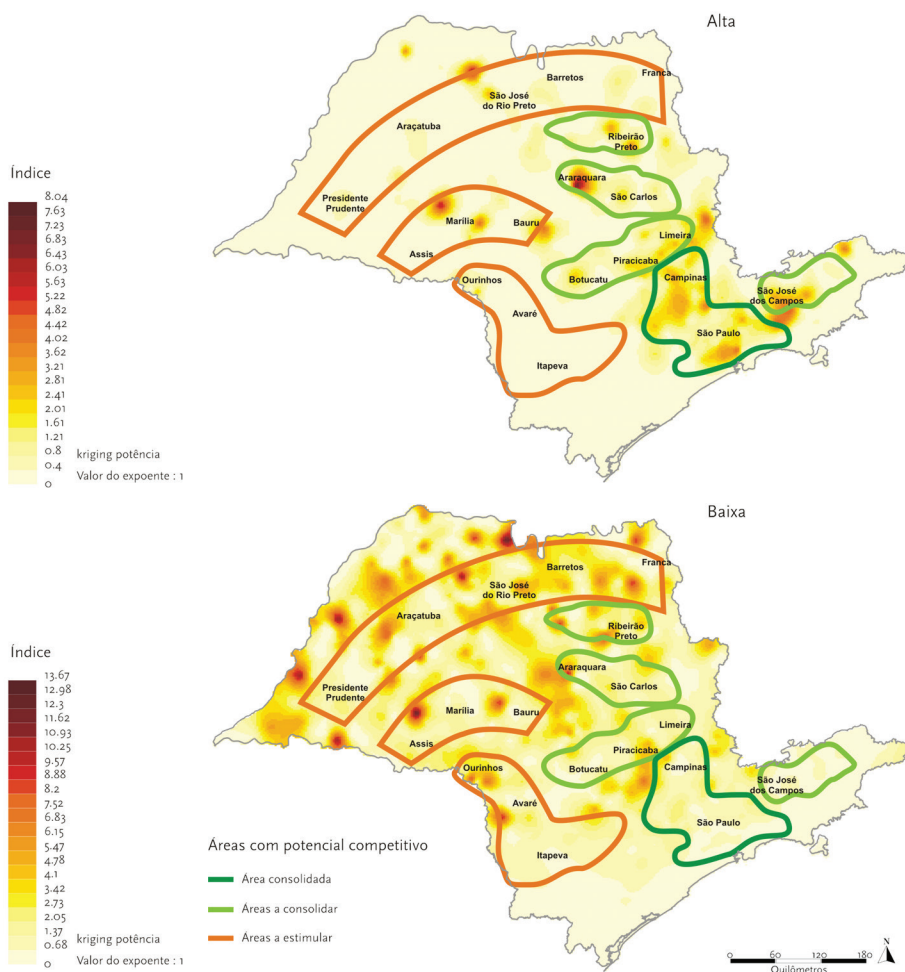 Alta
Franca
Barretos
São José
do Rio Preto
Araçatuba
Ribeirão
Preto
Araraquara
São Carlos
Presidente
Prudente
Marília
Bauru
Limeira
Assis
Piracicaba
Ourinhos
Botucatu
Campinas
São José
dos Campos
Avaré
São Paulo
Itapeva
Índice
8.04
7.63
7.23
6.83
6.43
6.03
5.63
5.22
4.82
4.42
4.02
3.62
3.21
2.81
2.41
2.01
1.61
1.21
0.8
0.4
0
kriging potência
Valor do expoente : 1
Baixa
Franca
Barretos
São José
do Rio Preto
Araçatuba
Ribeirão
Preto
Araraquara
São Carlos
Presidente
Prudente
Marília
Bauru
Limeira
Assis
Piracicaba
Ourinhos
Botucatu
Campinas
São José
dos Campos
Avaré
São Paulo
Itapeva
Índice
13.67
12.98
12.3
11.62
10.93
10.25
9.57
8.88
8.2
7.52
6.83
6.15
5.47
4.78
4.1
3.42
2.73
2.05
1.37
0.68
0
kriging potência
Valor do expoente : 1
Áreas com potencial competitivo
Área consolidada
Áreas a consolidar
Áreas a estimular
0 60 120 180
Quilômetros
N